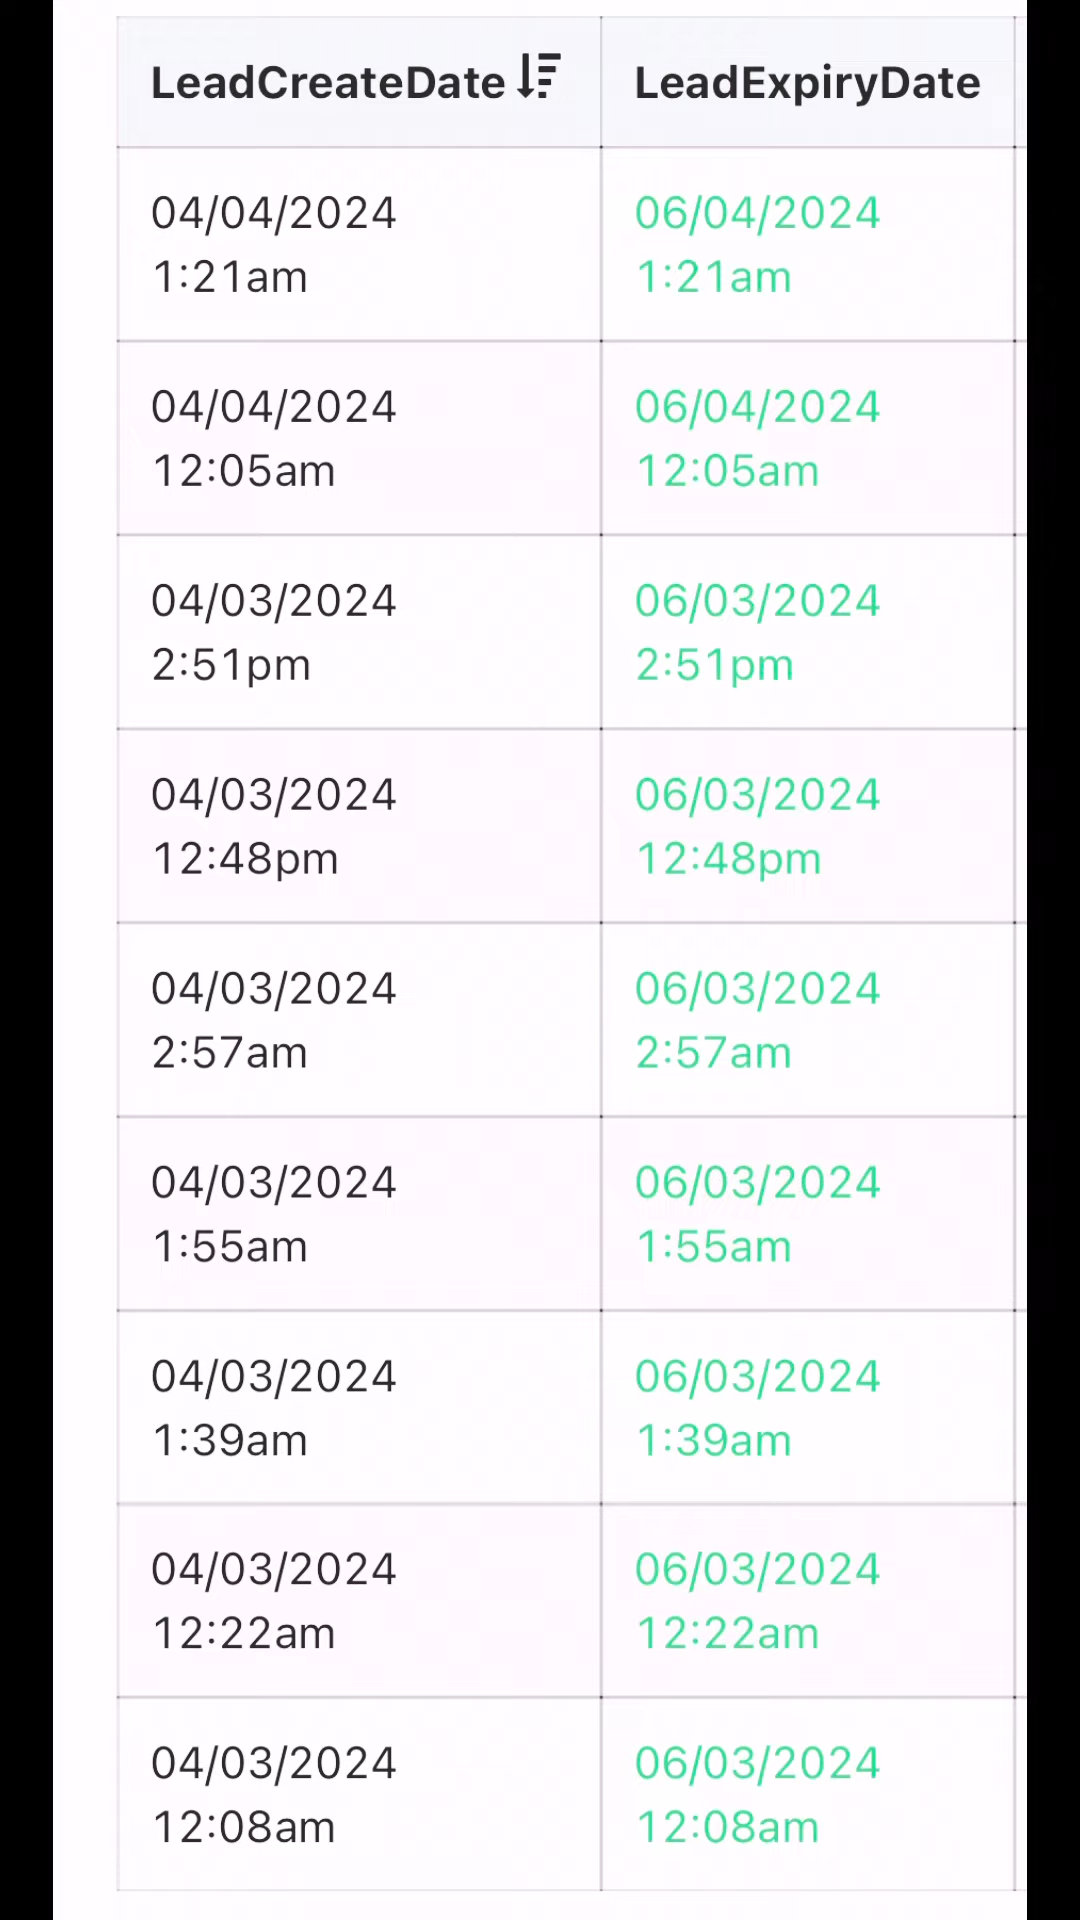 LeadCreateDate LeadExpiryDate
04/04/2024 06/04/2024
1:21am 1:21am
04/04/2024 06/04/2024
12:05am 12:05am
04/03/2024 06/03/2024
2:51pm 2:51pm
04/03/2024 06/03/2024
12:48pm 12:48pm
04/03/2024 06/03/2024
2:57am 2:57am
04/03/2024 06/03/2024
1:55am 1:55am
04/03/2024 06/03/2024
1:39am 1:39am
04/03/2024 06/03/2024
12:22am 12:22am
04/03/2024 06/03/2024
12:08am 12:08am